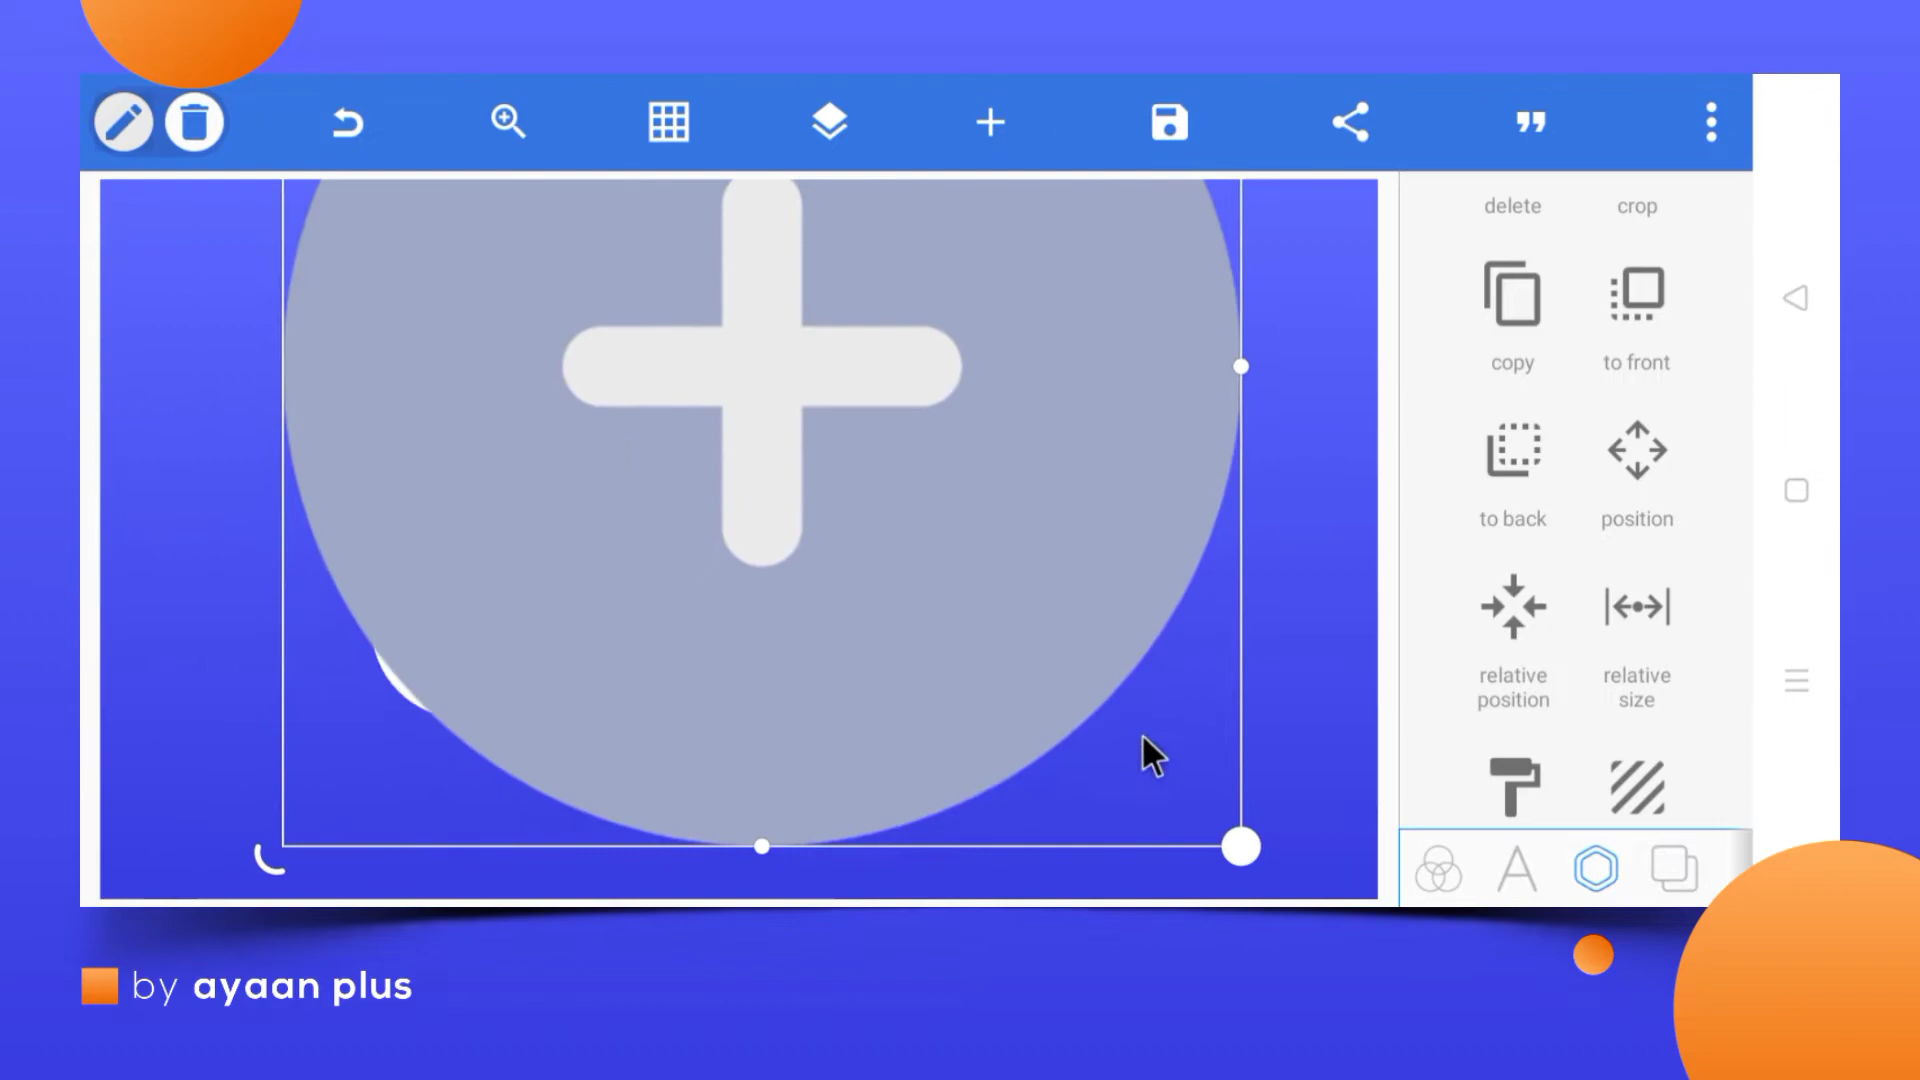 delete crop
copy to front
to back position
relative position relative size
by ayaan plus